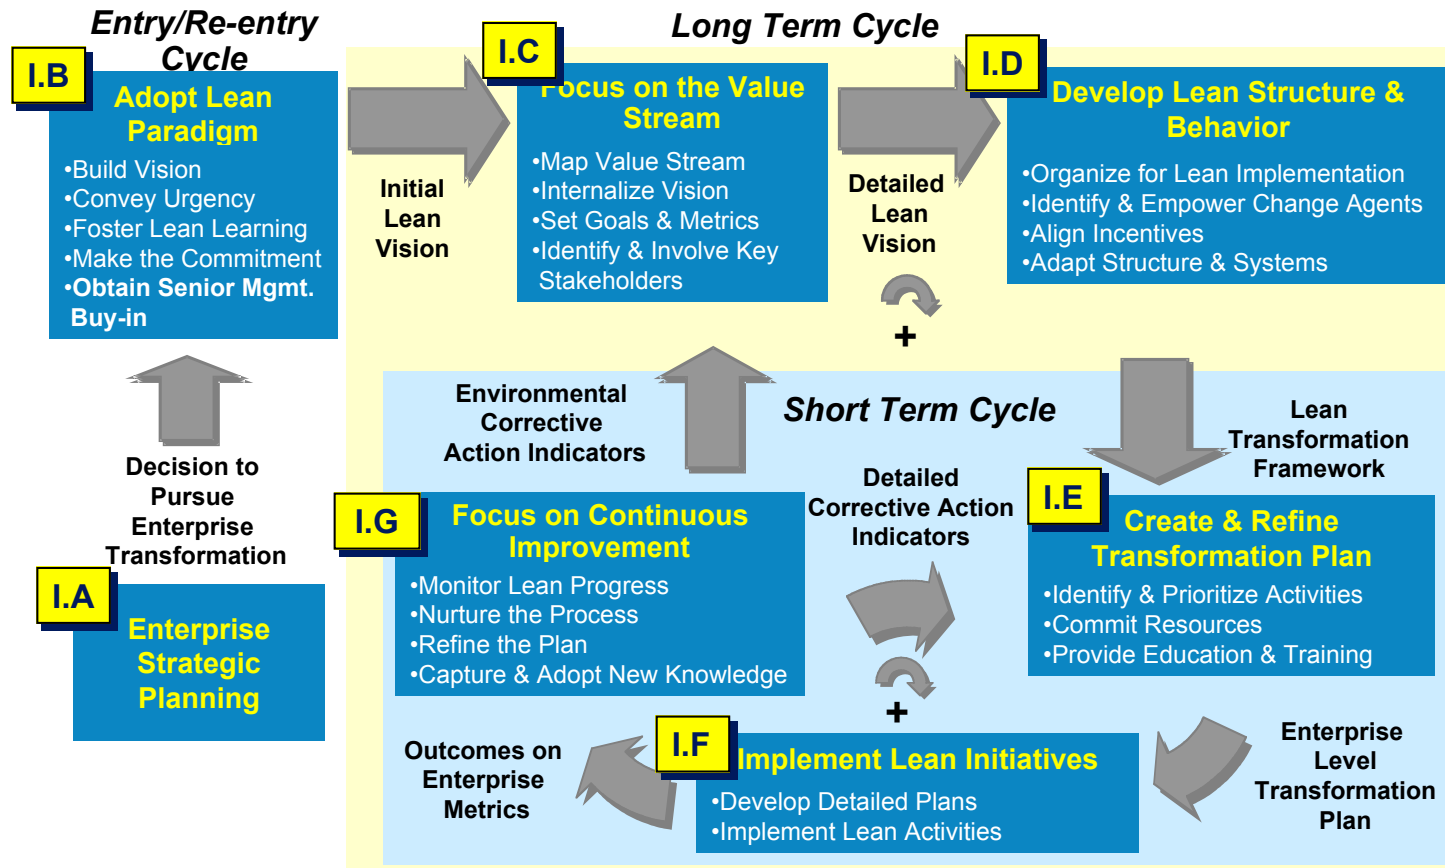 Entry/Re-entry
Cycle
Long Term Cycle
I.B
Adopt Lean
Paradigm
•Build Vision
•Convey Urgency
•Foster Lean Learning
•Make the Commitment
•Obtain Senior Mgmt.
Buy-in
Initial
Lean
Vision
I.C
Focus on the Value
Stream
•Map Value Stream
•Internalize Vision
•Set Goals & Metrics
•Identify & Involve Key
Stakeholders
Detailed
Lean
Vision
+
I.D
Develop Lean Structure &
Behavior
•Organize for Lean Implementation
•Identify & Empower Change Agents
•Align Incentives
•Adapt Structure & Systems
Decision to
Pursue
Enterprise
Transformation
I.A
Enterprise
Strategic
Planning
Environmental
Corrective
Action Indicators
Short Term Cycle
Lean
Transformation
Framework
I.G
Focus on Continuous
Improvement
•Monitor Lean Progress
•Nurture the Process
•Refine the Plan
•Capture & Adopt New Knowledge
Detailed
Corrective Action
Indicators
+
I.E
Create & Refine
Transformation Plan
•Identify & Prioritize Activities
•Commit Resources
•Provide Education & Training
Outcomes on
Enterprise
Metrics
I.F
Implement Lean Initiatives
•Develop Detailed Plans
•Implement Lean Activities
Enterprise
Level
Transformation
Plan